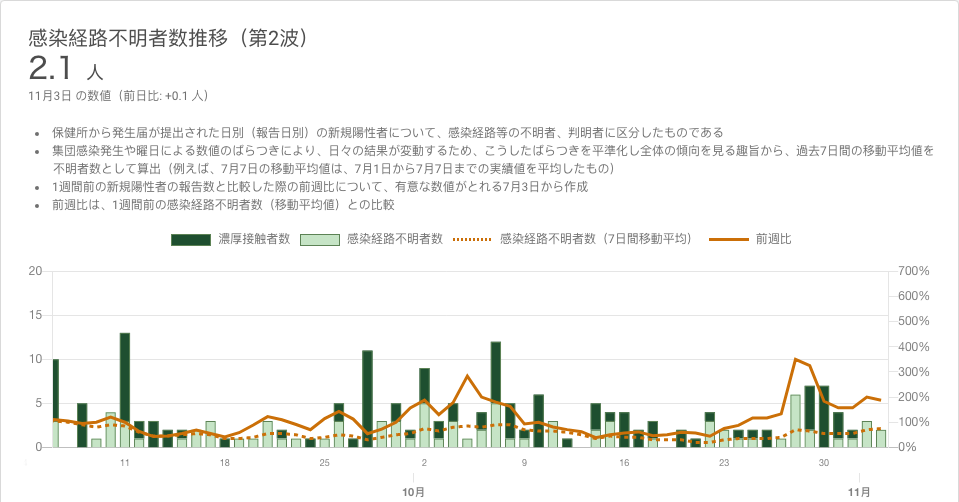 感染経路不明者数推移（第2波）
2.1 人
11月3日 の数値（前日比: +0.1 人）
• 保健所から発生届が提出された日別（報告日別）の新規陽性者について、感染経路等の不明者、判明者に区分したものである
• 集団感染発生や曜日による数値のばらつきにより、日々の結果が変動するため、こうしたばらつきを平準化し全体の傾向を見る趣旨から、過去7日間の移動平均値を
不明者数として算出（例えば、7月7日の移動平均値は、7月1日から7月7日までの実績値を平均したもの）
• 1週間前の新規陽性者の報告数と比較した際の前週比について、有意な数値がとれる7月3日から作成
• 前週比は、1週間前の感染経路不明者数（移動平均値）との比較
濃厚接触者数 感染経路不明者数 感染経路不明者数（7日間移動平均） 前週比
20 700%
600%
15 500%
400%
10 300%
5 200%
100%
0 0%
11 18 25 2 9 16 23 30
10月 11月